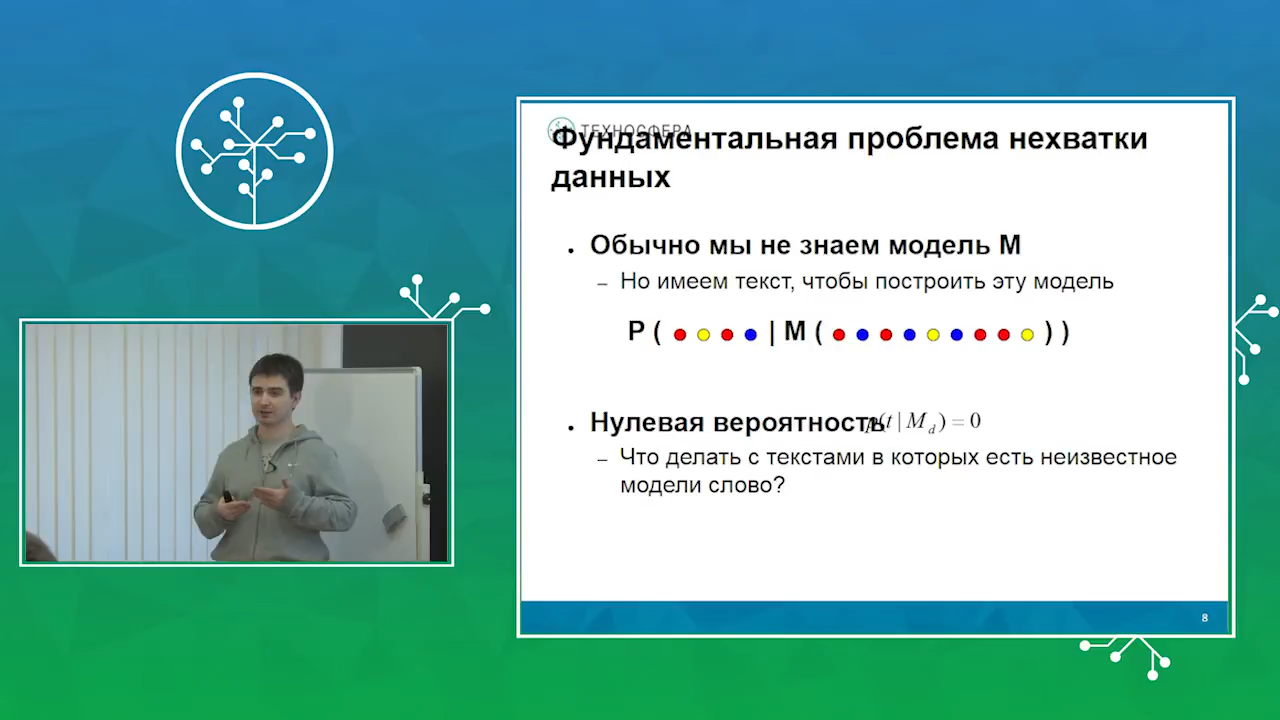 ТЕХНОСФЕРА
Фундаментальная проблема нехватки
данных
• Обычно мы не знаем модель M
– Но имеем текст, чтобы построить эту модель
P ( | M ( ) )
• Нулевая вероятность p(t | M_d) = 0
– Что делать с текстами в которых есть неизвестное
модели слово?
8